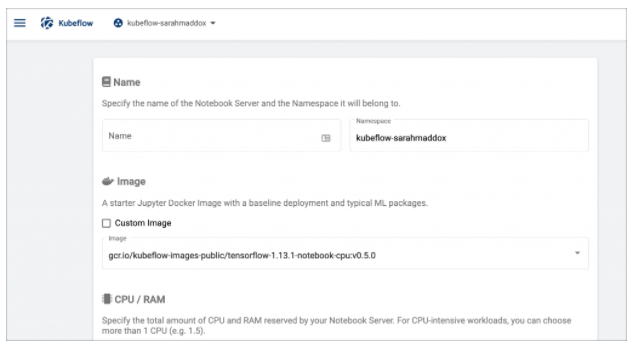 Kubeflow kubeflow-sarahmaddox
Name
Specify the name of the Notebook Server and the Namespace it will belong to.
Name
Namespace
kubeflow-sarahmaddox
Image
A starter Jupyter Docker Image with a baseline deployment and typical ML packages.
Custom Image
Image
gcr.io/kubeflow-images-public/tensorflow-1.13.1-notebook-cpu:v0.5.0
CPU / RAM
Specify the total amount of CPU and RAM reserved by your Notebook Server. For CPU-intensive workloads, you can choose
more than 1 CPU (e.g. 1.5).